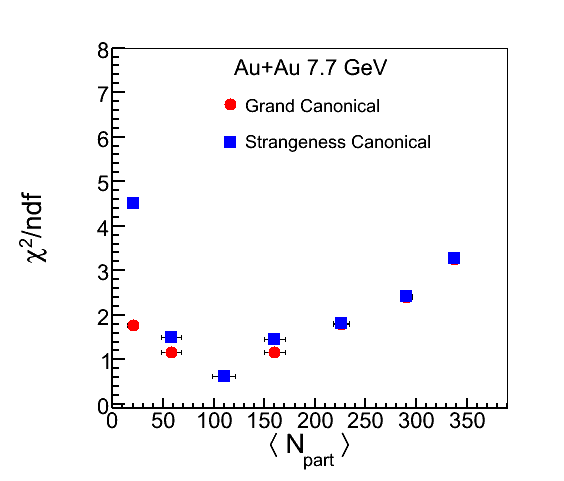 Au+Au 7.7 GeV
Grand Canonical
Strangeness Canonical
χ²/ndf
8
7
6
5
4
3
2
1
0
0 50 100 150 200 250 300 350
⟨ N_part ⟩